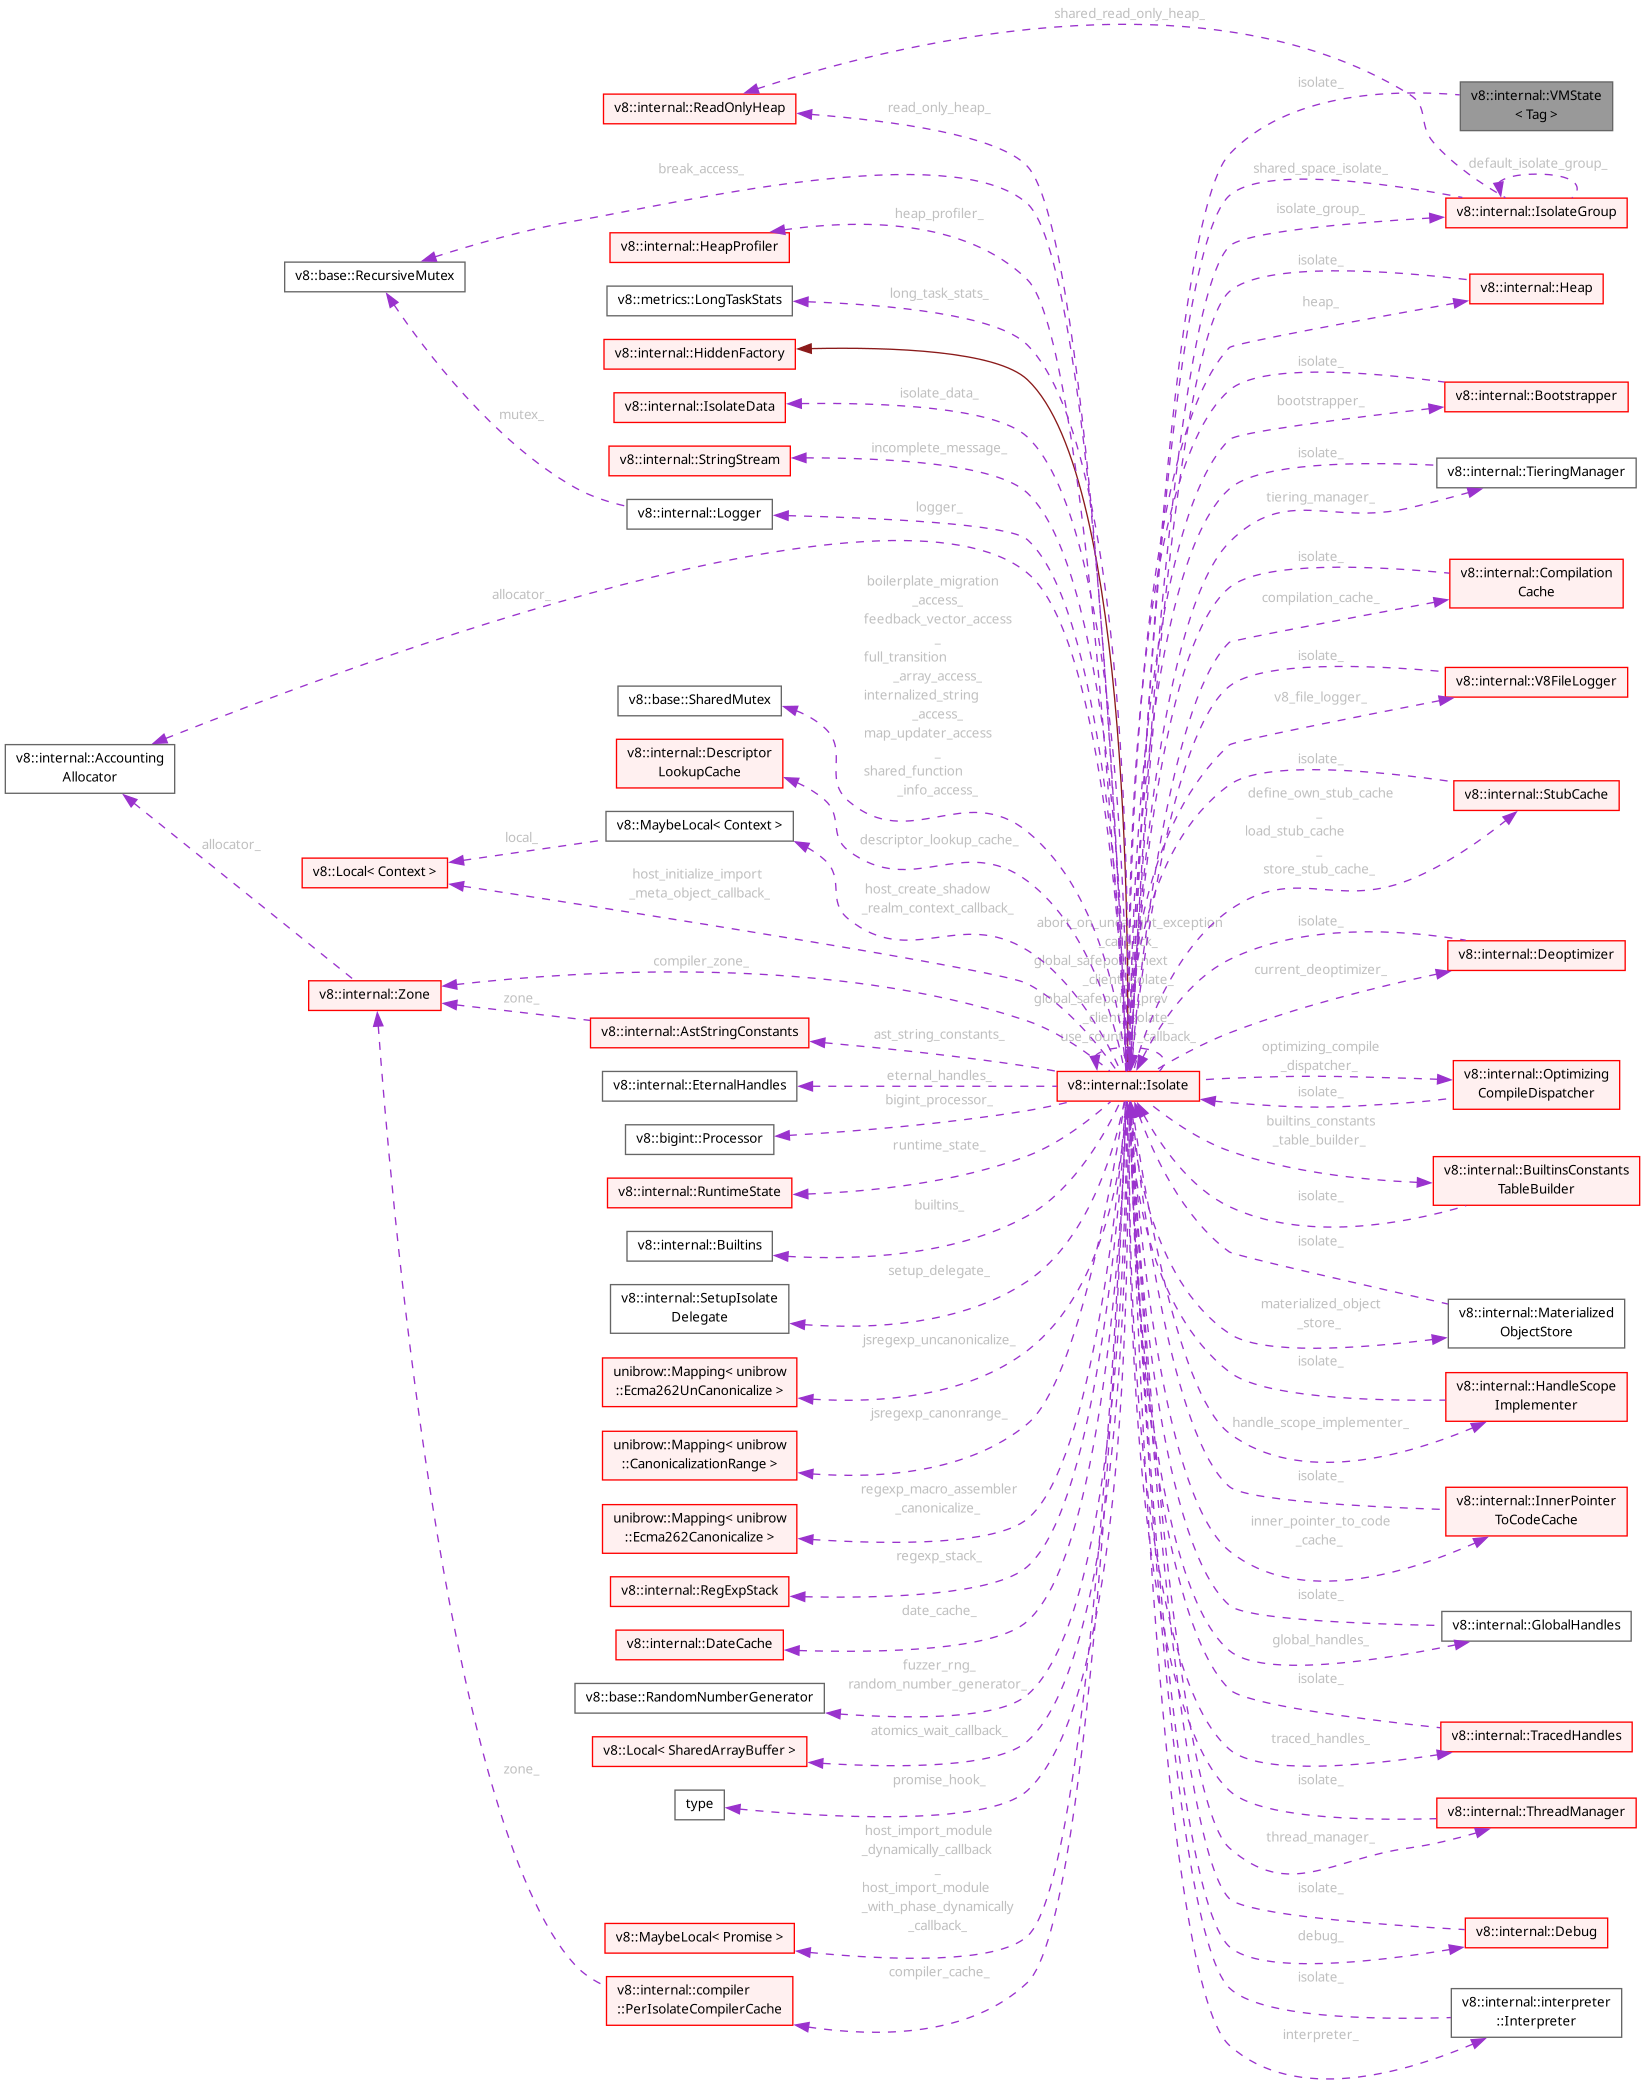 shared_read_only_heap_
v8::internal::ReadOnlyHeap
read_only_heap_
isolate_
v8::internal::VMState
< Tag >
break_access_
shared_space_isolate_
default_isolate_group_
heap_profiler_
isolate_group_
v8::internal::IsolateGroup
v8::internal::HeapProfiler
v8::base::RecursiveMutex
isolate_
v8::internal::Heap
long_task_stats_
v8::metrics::LongTaskStats
heap_
v8::internal::HiddenFactory
isolate_
v8::internal::IsolateData
isolate_data_
bootstrapper_
v8::internal::Bootstrapper
mutex_
v8::internal::StringStream
incomplete_message_
isolate_
v8::internal::TieringManager
v8::internal::Logger
logger_
tiering_manager_
allocator_
isolate_
v8::internal::Compilation
Cache
compilation_cache_
boilerplate_migration
_access_
feedback_vector_access
_
full_transition
_array_access_
internalized_string
_access_
map_updater_access
_
shared_function
_info_access_
v8::base::SharedMutex
isolate_
v8::internal::V8FileLogger
v8_file_logger_
v8::internal::Accounting
Allocator
v8::internal::Descriptor
LookupCache
isolate_
v8::internal::StubCache
define_own_stub_cache
_
load_stub_cache
_
store_stub_cache_
allocator_
local_
v8::MaybeLocal< Context >
descriptor_lookup_cache_
v8::Local< Context >
host_initialize_import
_meta_object_callback_
host_create_shadow
_realm_context_callback_
abort_on_uncaught_exception
_callback_
global_safepoint_next
_client_isolate_
global_safepoint_prev
_client_isolate_
use_counter_callback_
isolate_
v8::internal::Deoptimizer
current_deoptimizer_
v8::internal::Zone
compiler_zone_
zone_
v8::internal::AstStringConstants
ast_string_constants_
v8::internal::EternalHandles
eternal_handles_
v8::internal::Isolate
optimizing_compile
_dispatcher_
isolate_
v8::internal::Optimizing
CompileDispatcher
v8::bigint::Processor
bigint_processor_
builtins_constants
_table_builder_
v8::internal::RuntimeState
runtime_state_
v8::internal::BuiltinsConstants
TableBuilder
isolate_
v8::internal::Builtins
builtins_
isolate_
v8::internal::SetupIsolate
Delegate
setup_delegate_
materialized_object
_store_
v8::internal::Materialized
ObjectStore
unibrow::Mapping< unibrow
::Ecma262UnCanonicalize >
jsregexp_uncanonicalize_
isolate_
v8::internal::HandleScope
Implementer
handle_scope_implementer_
unibrow::Mapping< unibrow
::CanonicalizationRange >
jsregexp_canonrange_
isolate_
v8::internal::InnerPointer
ToCodeCache
inner_pointer_to_code
_cache_
unibrow::Mapping< unibrow
::Ecma262Canonicalize >
regexp_macro_assembler
_canonicalize_
v8::internal::RegExpStack
regexp_stack_
isolate_
v8::internal::GlobalHandles
global_handles_
v8::internal::DateCache
date_cache_
v8::base::RandomNumberGenerator
fuzzer_rng_
random_number_generator_
isolate_
v8::internal::TracedHandles
traced_handles_
v8::Local< SharedArrayBuffer >
atomics_wait_callback_
zone_
type
promise_hook_
isolate_
v8::internal::ThreadManager
thread_manager_
host_import_module
_dynamically_callback
_
host_import_module
_with_phase_dynamically
_callback_
v8::MaybeLocal< Promise >
isolate_
v8::internal::Debug
debug_
v8::internal::compiler
::PerIsolateCompilerCache
compiler_cache_
isolate_
v8::internal::interpreter
::Interpreter
interpreter_